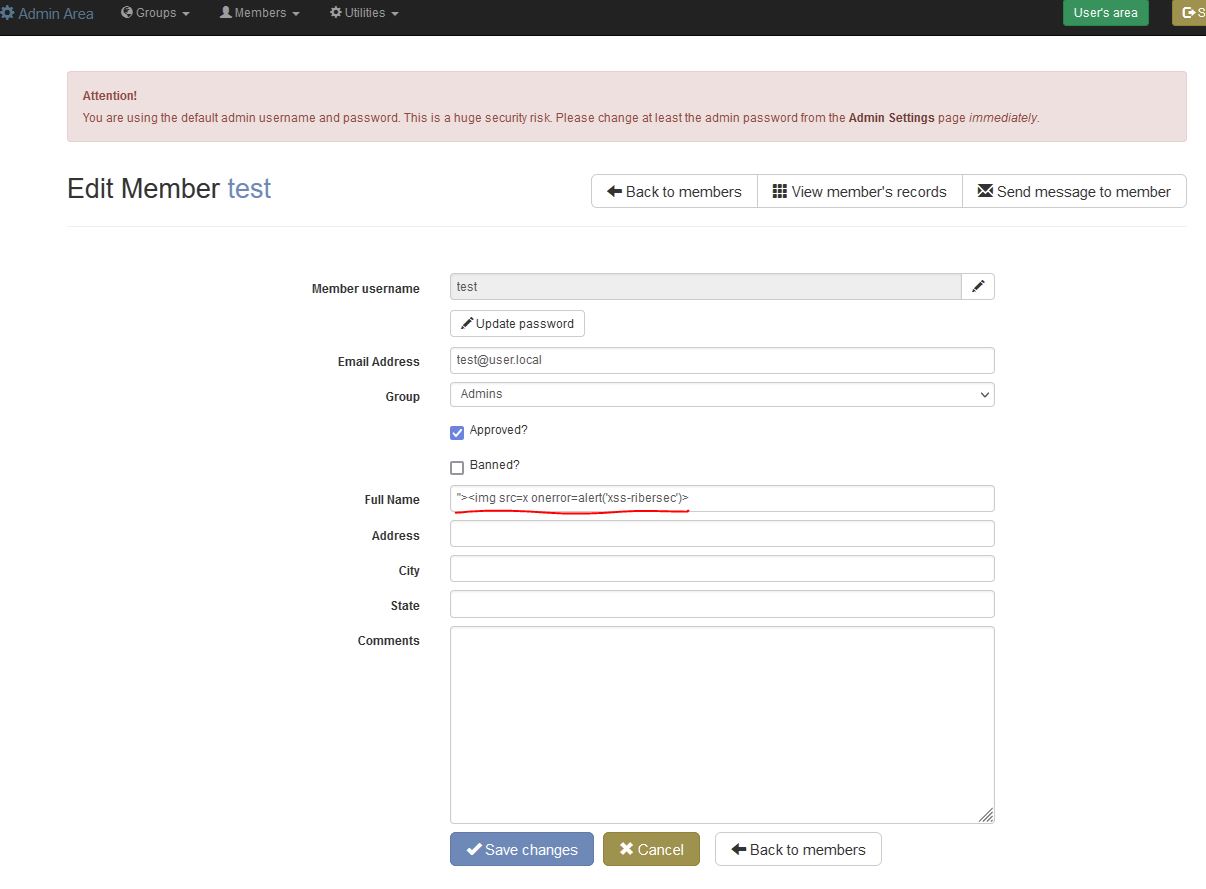 Admin Area Groups Members Utilities User's area S
Attention!
You are using the default admin username and password. This is a huge security risk. Please change at least the admin password from the Admin Settings page immediately.
Edit Member test Back to members View member's records Send message to member
Member username test
Update password
Email Address test@user.local
Group Admins
Approved?
Banned?
Full Name "><img src=x onerror=alert('xss-ribersec')>
Address
City
State
Comments
Save changes Cancel Back to members